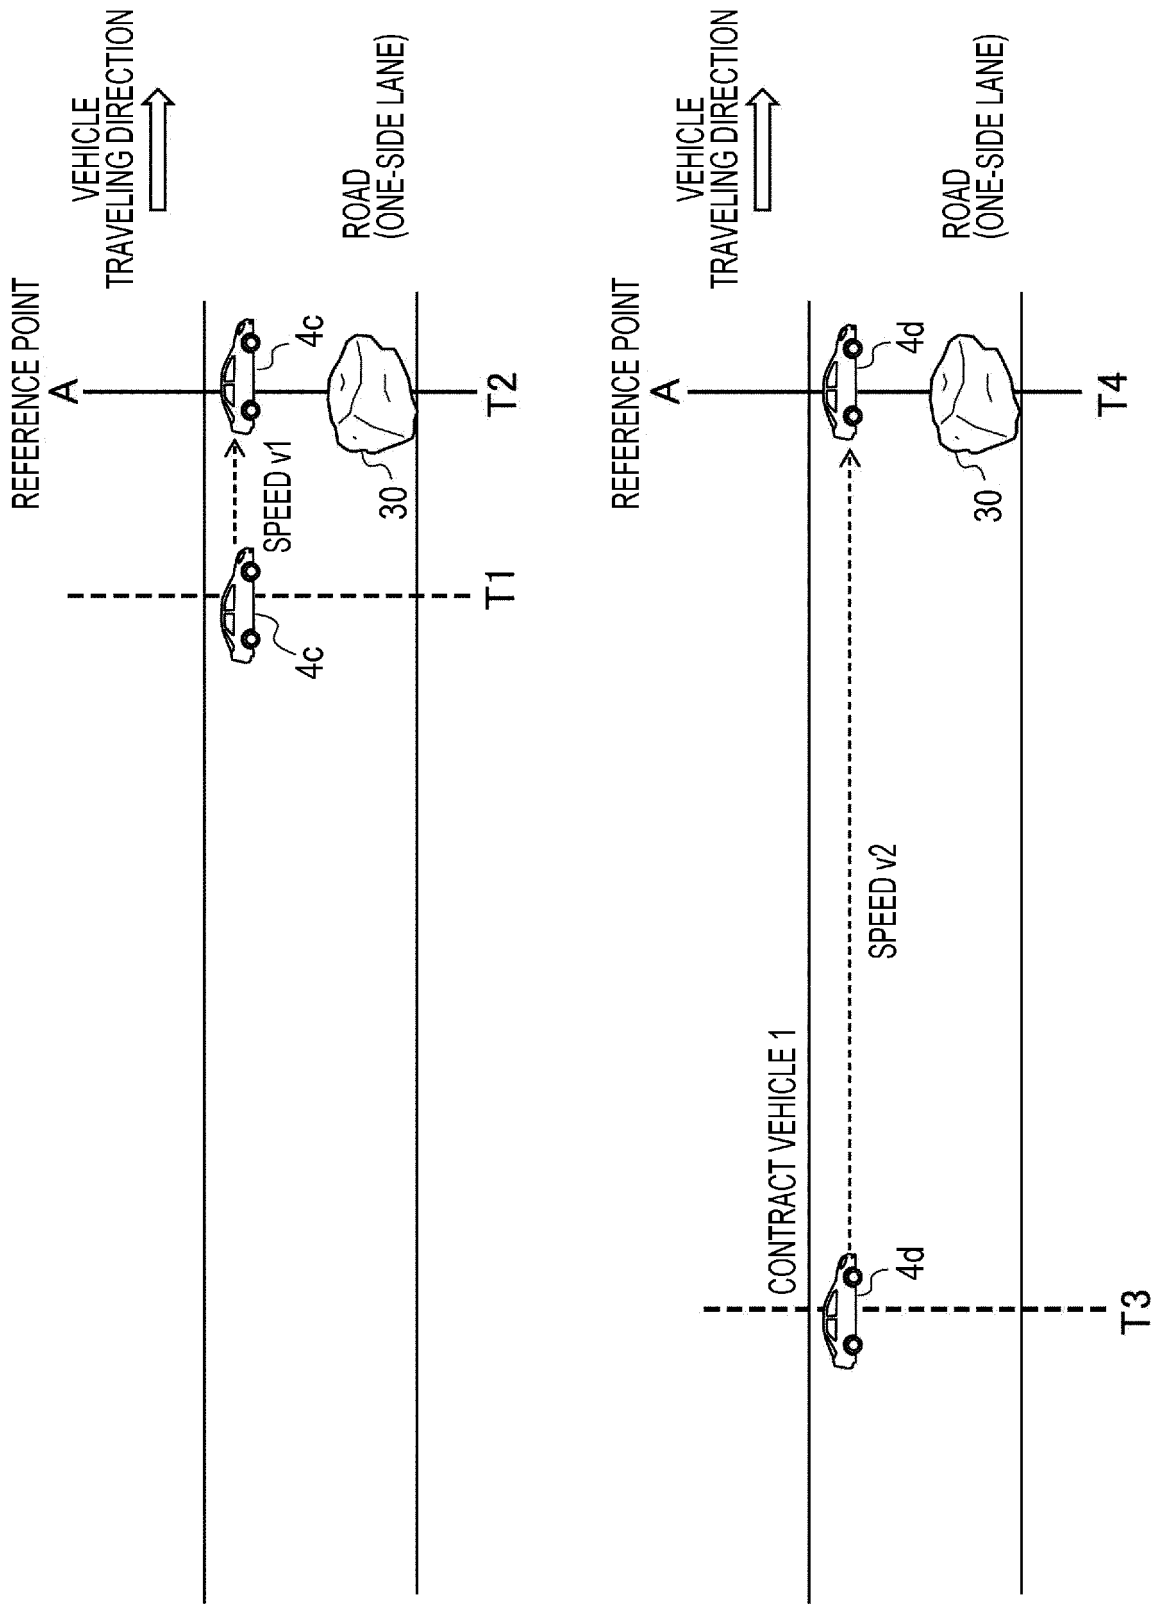 REFERENCE POINT
A
VEHICLE
TRAVELING DIRECTION
4c
SPEED v1
4c
30
ROAD
(ONE-SIDE LANE)
T1
T2
REFERENCE POINT
A
VEHICLE
TRAVELING DIRECTION
CONTRACT VEHICLE 1
4d
SPEED v2
4d
30
ROAD
(ONE-SIDE LANE)
T3
T4